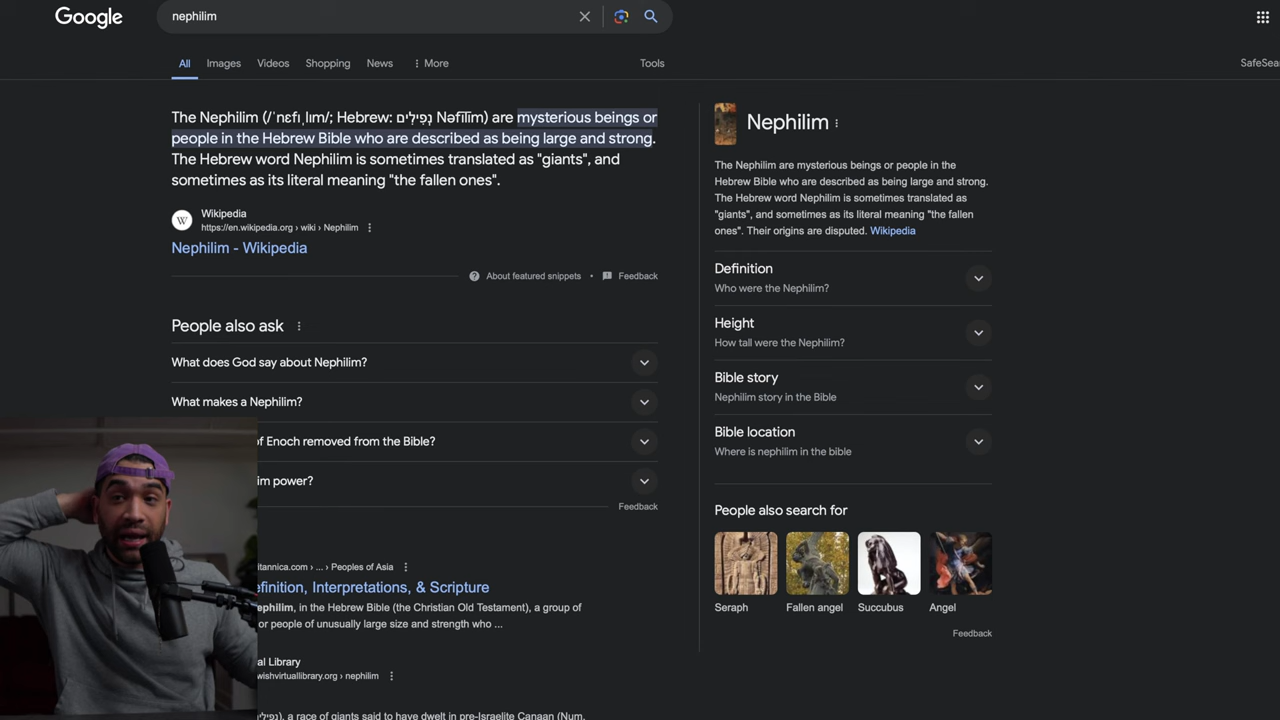 Google
nephilim
All Images Videos Shopping News More Tools SafeSea
The Nephilim (/ˈnɛfɪˌlɪm/; Hebrew: נְפִילִים Nəfīlīm) are mysterious beings or
people in the Hebrew Bible who are described as being large and strong.
The Hebrew word Nephilim is sometimes translated as "giants", and
sometimes as its literal meaning "the fallen ones".
W
Wikipedia
https://en.wikipedia.org › wiki › Nephilim
Nephilim - Wikipedia
About featured snippets • Feedback
People also ask
What does God say about Nephilim?
What makes a Nephilim?
of Enoch removed from the Bible?
im power?
Feedback
itannica.com › ... › Peoples of Asia
efinition, Interpretations, & Scripture
ephilim, in the Hebrew Bible (the Christian Old Testament), a group of
or people of unusually large size and strength who ...
al Library
wishvirtuallibrary.org › nephilim
, a race of giants said to have dwelt in pre-Israelite Canaan (Num.
Nephilim
The Nephilim are mysterious beings or people in the
Hebrew Bible who are described as being large and strong.
The Hebrew word Nephilim is sometimes translated as
"giants", and sometimes as its literal meaning "the fallen
ones". Their origins are disputed. Wikipedia
Definition
Who were the Nephilim?
Height
How tall were the Nephilim?
Bible story
Nephilim story in the Bible
Bible location
Where is nephilim in the bible
People also search for
Seraph Fallen angel Succubus Angel
Feedback